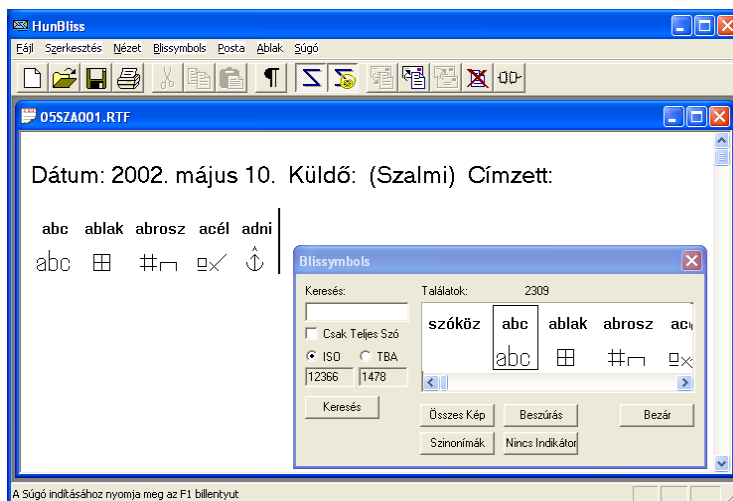 HunBliss
Fájl Szerkesztés Nézet Blissymbols Posta Ablak Súgó
05SZA001.RTF
Dátum: 2002. május 10. Küldő: (Szalmi) Címzett:
abc ablak abrosz acél adni
abc
Blissymbols
Keresés:
Találatok: 2309
Csak Teljes Szó
ISO TBA
12366 1478
Keresés
szóköz abc ablak abrosz
abc
Összes Kép Beszúrás Bezár
Szinonímák Nincs Indikátor
A Súgó indításához nyomja meg az F1 billentyut